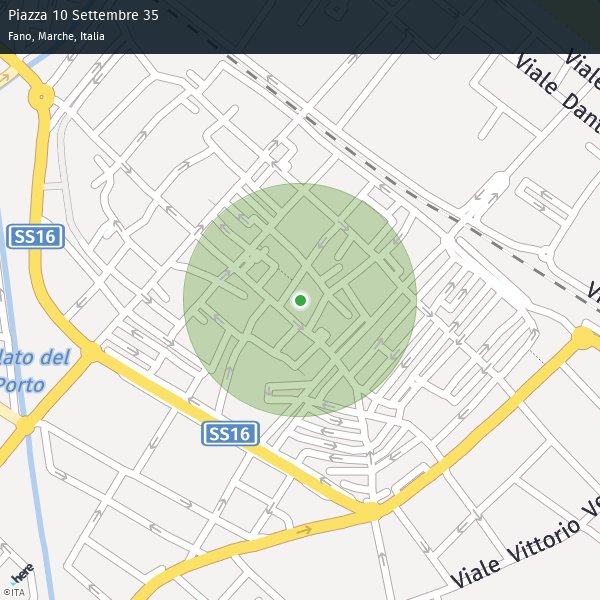 Piazza 10 Settembre 35
Fano, Marche, Italia
Viale
Viale Dant
SS16
lato del
Porto
SS16
Viale Vittorio Ve
here
©ITA